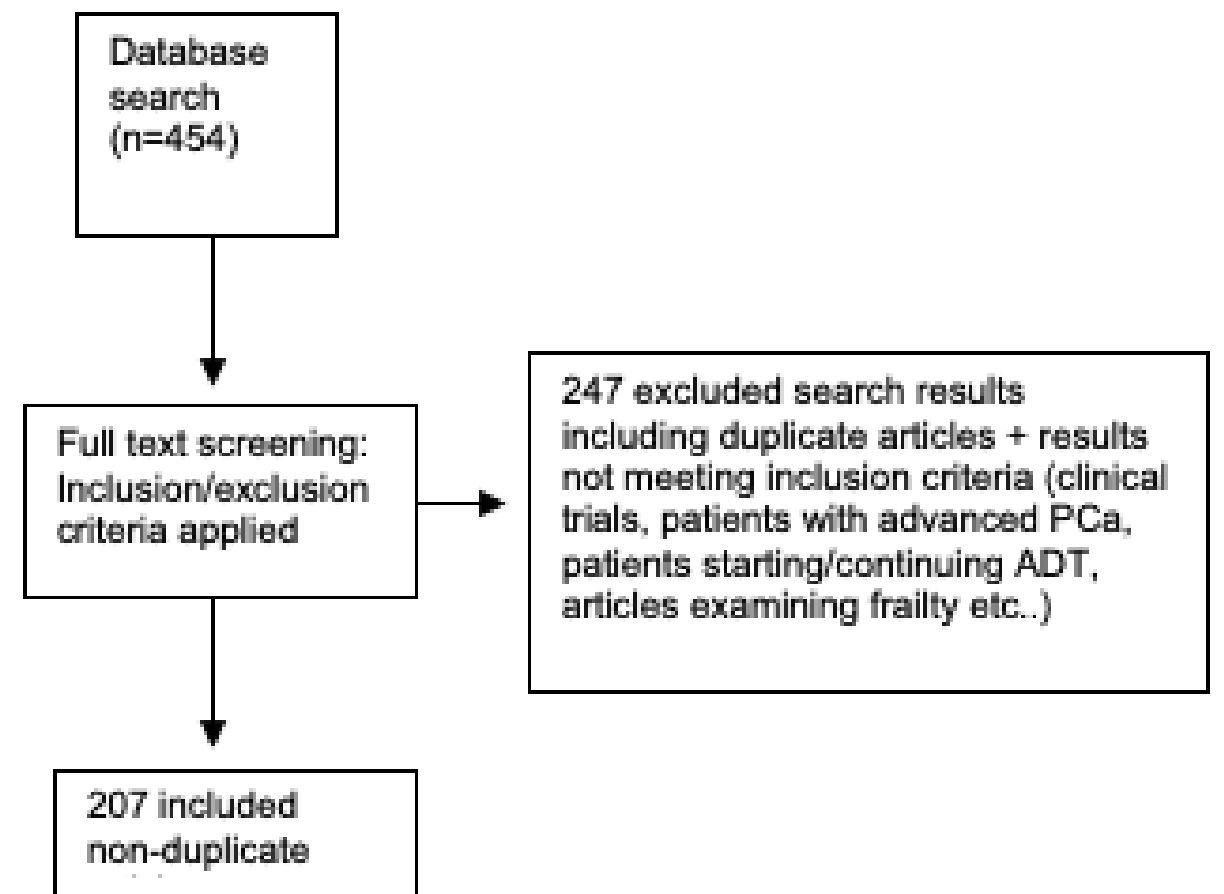 Database
search
(n=454)
Full text screening:
Inclusion/exclusion
criteria applied
247 excluded search results
including duplicate articles + results
not meeting inclusion criteria (clinical
trials, patients with advanced PCa,
patients starting/continuing ADT,
articles examining frailty etc..)
207 included
non-duplicate